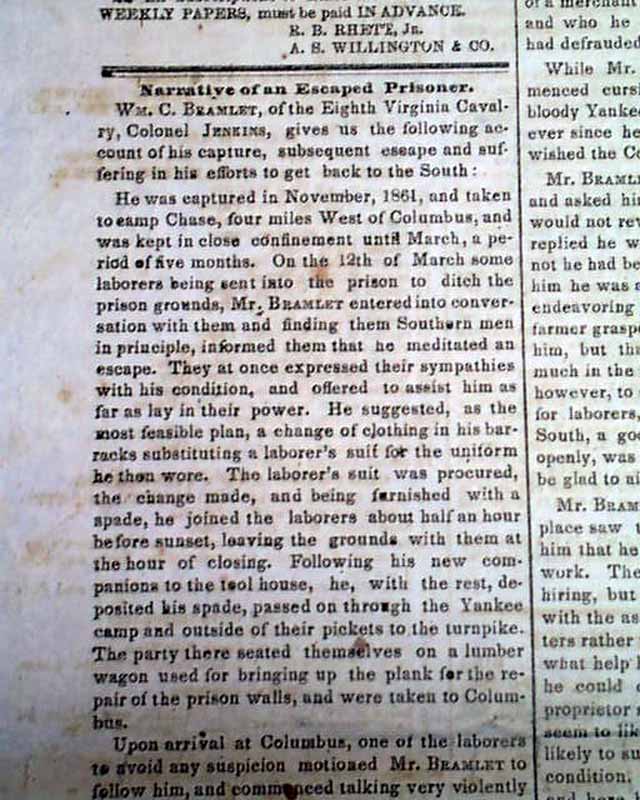 WEEKLY PAPERS, must be paid IN ADVANCE.
R. B. RHETT, JR.
A. S. WILLINGTON & CO.
Narrative of an Escaped Prisoner.
WM. C. BRAMLET, of the Eighth Virginia Caval-
ry, Colonel JENKINS, gives us the following ac-
count of his capture, subsequent escape and suf-
fering in his efforts to get back to the South:
He was captured in November, 1861, and taken
to camp Chase, four miles West of Columbus, and
was kept in close confinement until March, a pe-
riod of five months. On the 12th of March some
laborers being sent into the prison to ditch the
prison grounds, Mr. BRAMLET entered into conver-
sation with them and finding them Southern men
in principle, informed them that he meditated an
escape. They at once expressed their sympathies
with his condition, and offered to assist him as
far as lay in their power. He suggested, as the
most feasible plan, a change of clothing in his bar-
racks substituting a laborer's suit for the uniform
he then wore. The laborer's suit was procured,
the change made, and being furnished with a
spade, he joined the laborers about half an hour
before sunset, leaving the grounds with them at
the hour of closing. Following his new com-
panions to the tool house, he, with the rest, de-
posited his spade, passed on through the Yankee
camp and outside of their pickets to the turnpike.
The party there seated themselves on a lumber
wagon used for bringing up the plank for the re-
pair of the prison walls, and were taken to Colum-
bus.
Upon arrival at Columbus, one of the laborers
to avoid any suspicion motioned Mr. BRAMLET to
follow him, and commenced talking very violently
of a merchant
and who he
had defrauded
While Mr.
menced cursi
bloody Yankee
ever since he
wished the Co
Mr. BRAML
and asked hi
would not rev
replied he w
not he had be
him he was a
endeavoring
farmer grasp
him, but tha
much in the
however, to
for laborers,
South, a goo
openly, was
be glad to ai
Mr. BRAM
place saw t
him that he
work. The
hiring, but
with the as
ters rather
what help h
he could
proprietor s
seem to lik
likely to su
condition.